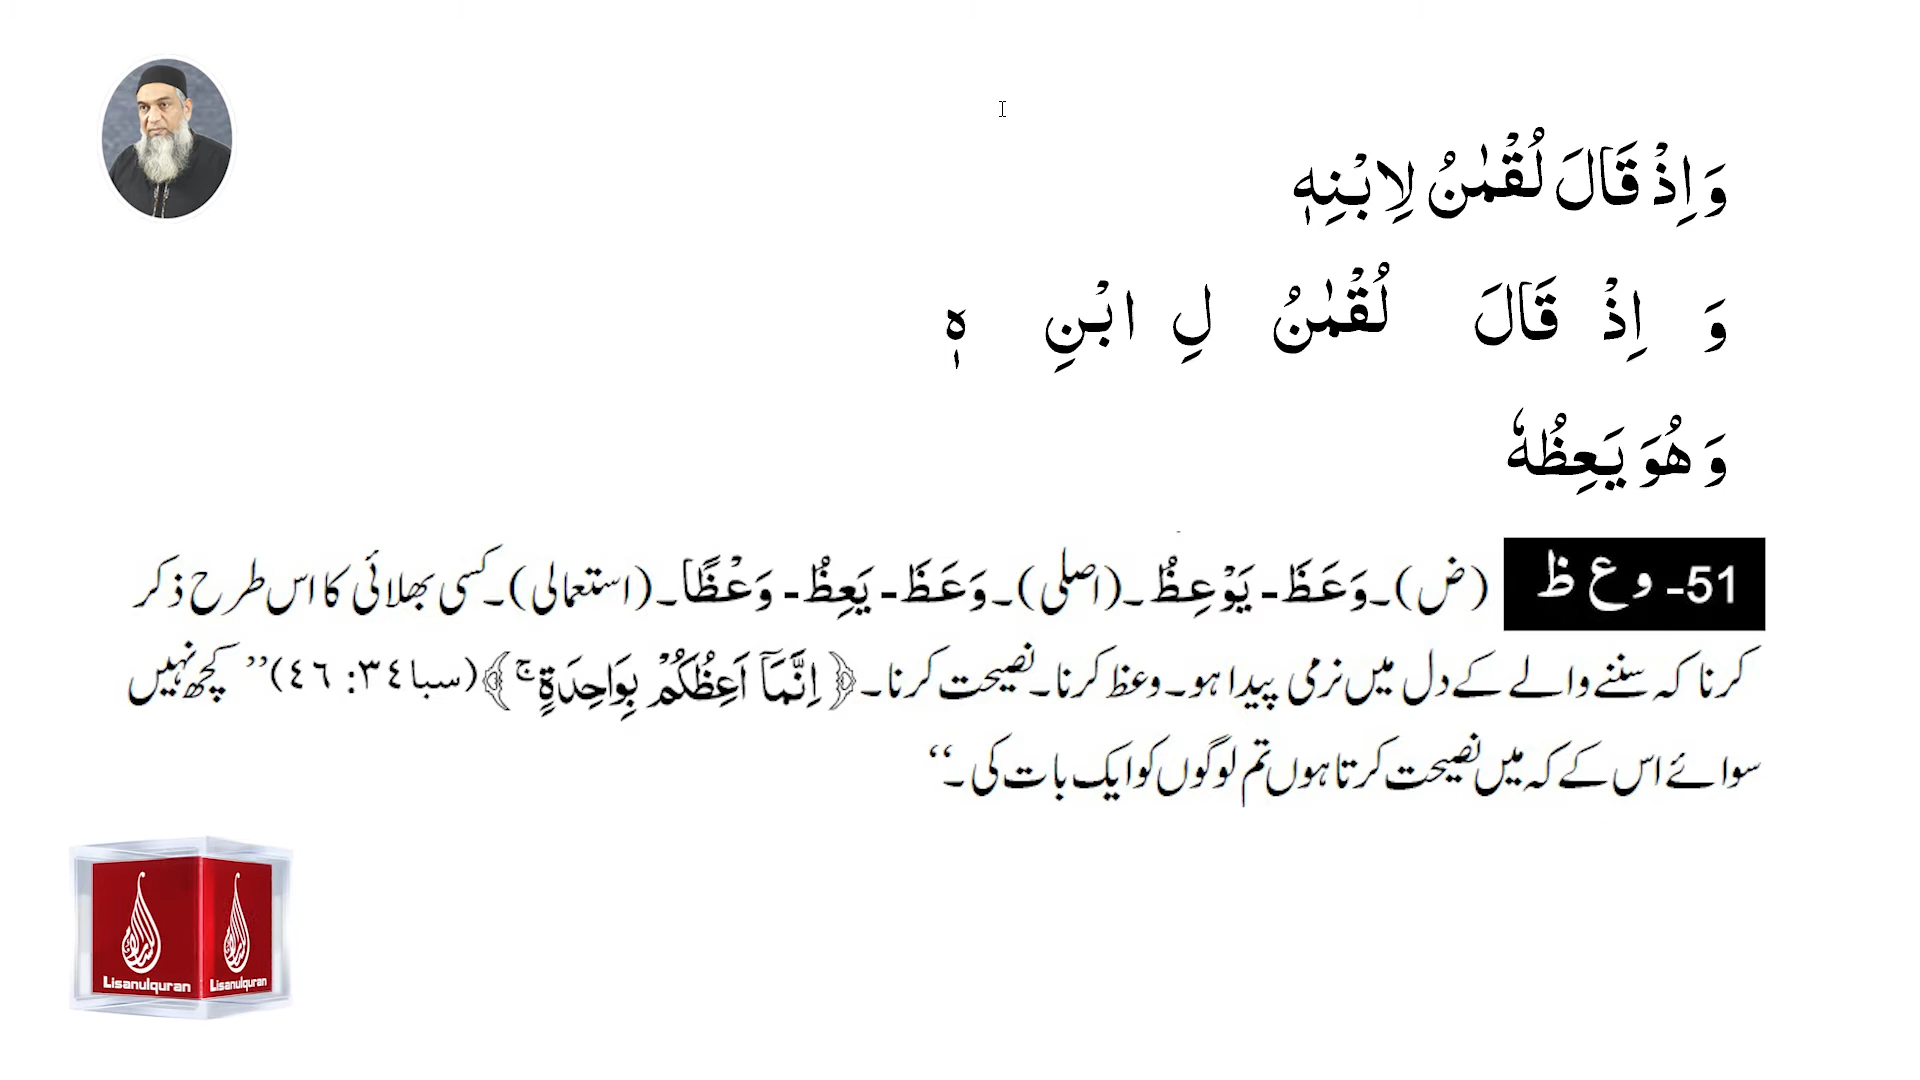 وَ اِذْ قَالَ لُقْمٰنُ لِابْنِهٖ
وَ اِذْ قَالَ لُقْمٰنُ لِ ابْنِ هٖ
وَ هُوَ يَعِظُهٗ
51- و ع ظ (ض)۔ وَعَظَ - يَوْعِظُ۔ (اصلی)۔ وَعَظَ - يَعِظُ - وَعْظًا۔ (استعمالی)۔ کسی بھلائی کا اس طرح ذکر
کرنا کہ سننے والے کے دل میں نرمی پیدا ہو۔ وعظ کرنا۔ نصیحت کرنا۔ ﴿ اِنَّمَآ اَعِظُكُمْ بِوَاحِدَةٍ ۚ ﴾ (سبا ٣٤: ٤٦) ’’ کچھ نہیں
سوائے اس کے کہ میں نصیحت کرتا ہوں تم لوگوں کو ایک بات کی ۔‘‘
Lisanulquran Lisanulquran